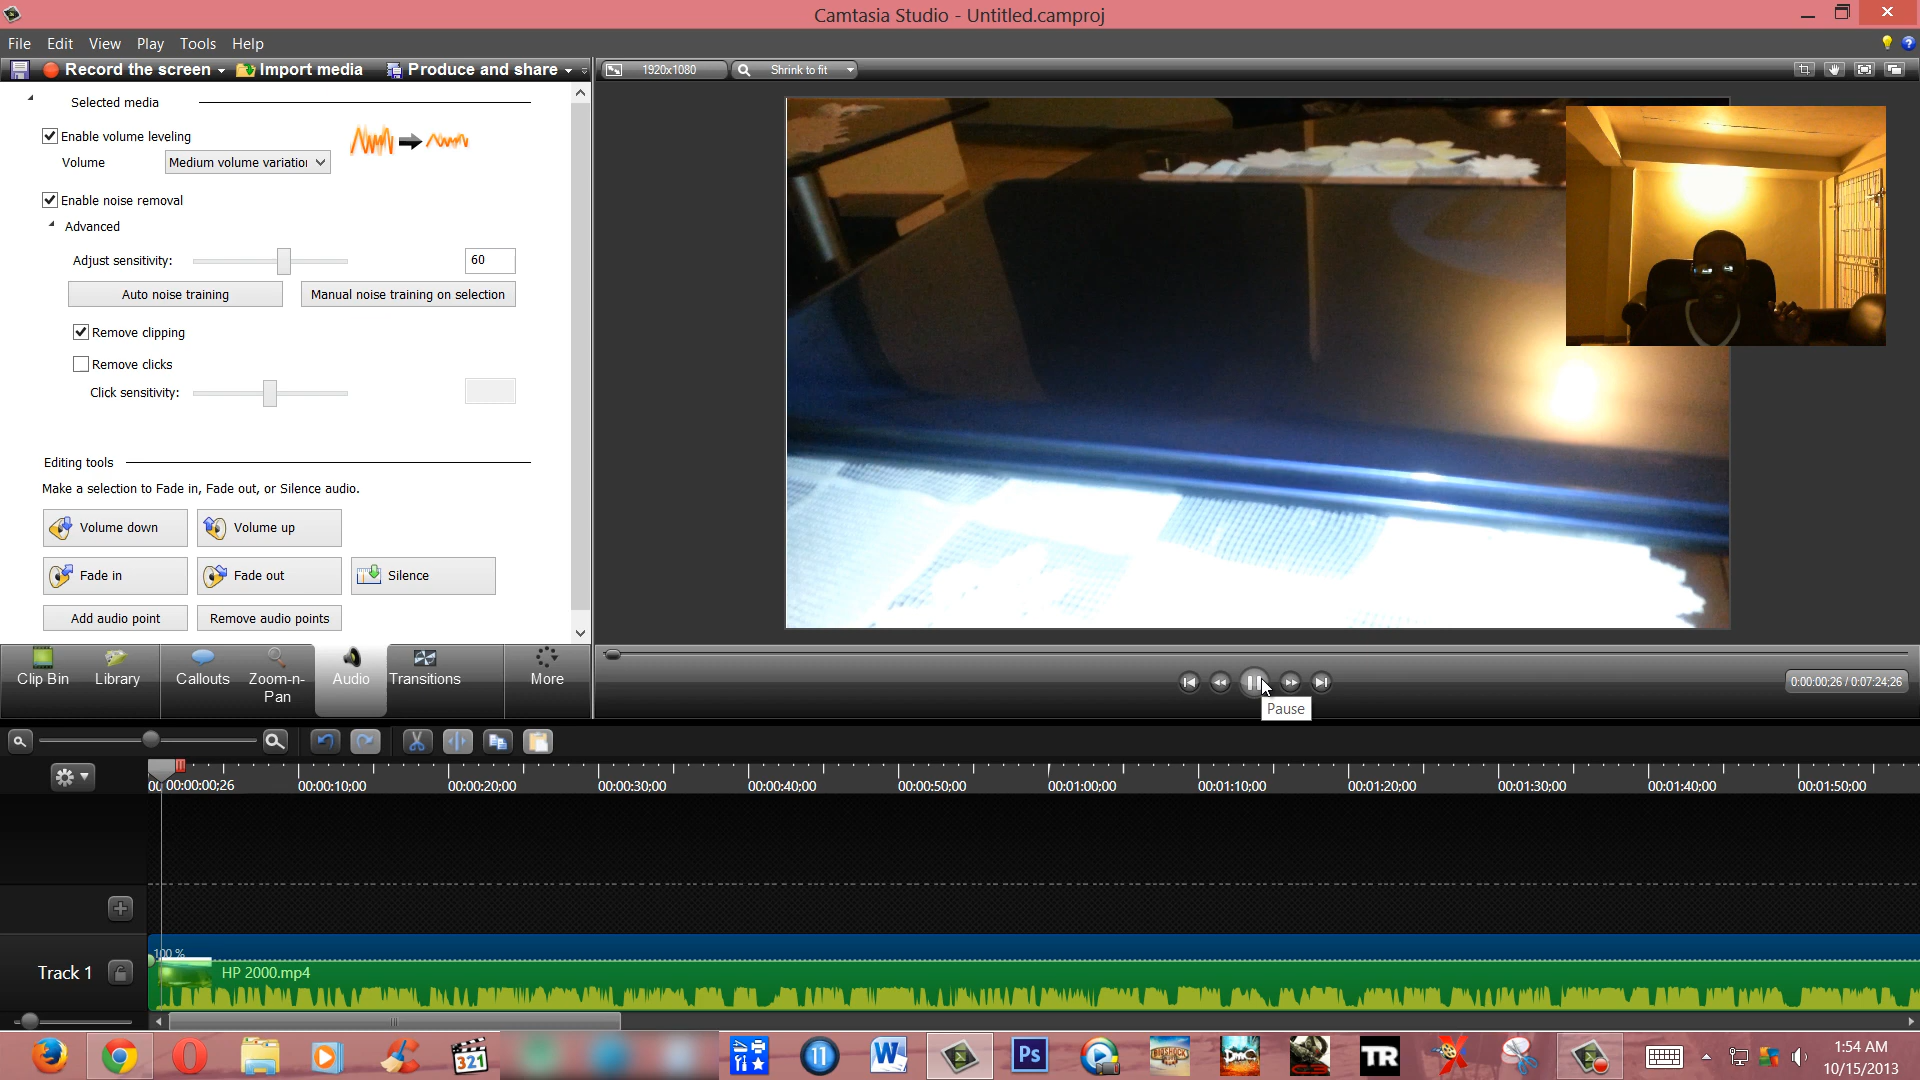 Camtasia Studio - Untitled.camproj
File Edit View Play Tools Help
Record the screen Import media Produce and share 1920x1080 Shrink to fit
Selected media
Enable volume leveling
Volume Medium volume variation
Enable noise removal
Advanced
Adjust sensitivity: 60
Auto noise training Manual noise training on selection
Remove clipping
Remove clicks
Click sensitivity:
Editing tools
Make a selection to Fade in, Fade out, or Silence audio.
Volume down Volume up
Fade in Fade out Silence
Add audio point Remove audio points
Clip Bin Library Callouts Zoom-n-Pan Audio Transitions More
0:00:00;26 / 0:07:24;26
Pause
00:00:00;26 00:00:10;00 00:00:20;00 00:00:30;00 00:00:40;00 00:00:50;00 00:01:00;00 00:01:10;00 00:01:20;00 00:01:30;00 00:01:40;00 00:01:50;00
100 %
Track 1 HP 2000.mp4
321 11 W Ps DmC TR
1:54 AM
10/15/2013